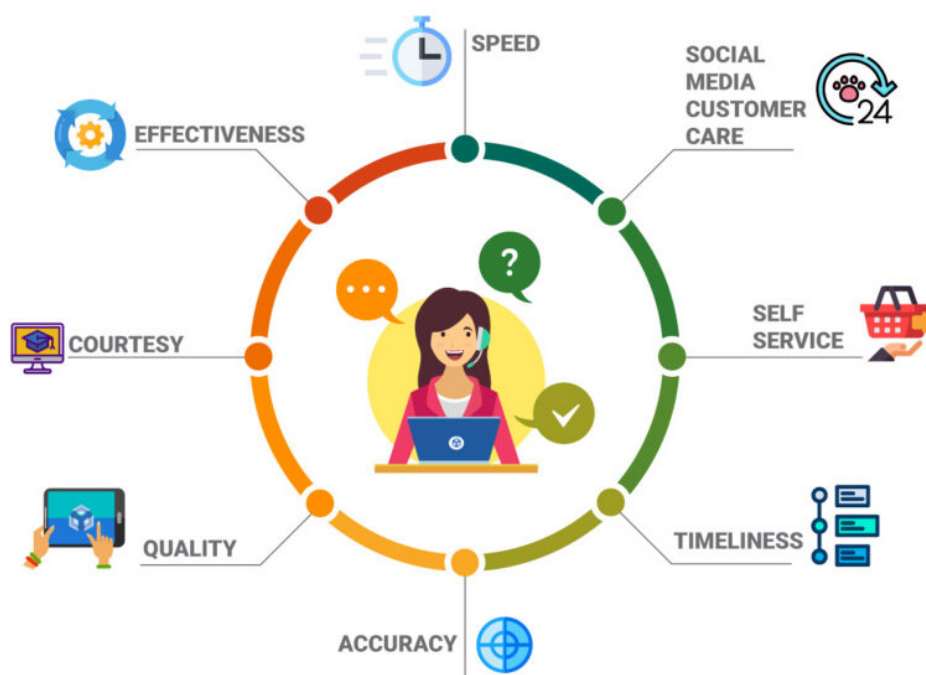 SPEED
SOCIAL
MEDIA
CUSTOMER
CARE
24
SELF
SERVICE
TIMELINESS
ACCURACY
QUALITY
COURTESY
EFFECTIVENESS
?